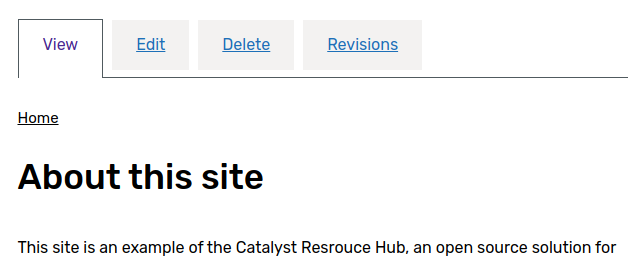 View Edit Delete Revisions
Home
About this site
This site is an example of the Catalyst Resrouce Hub, an open source solution for